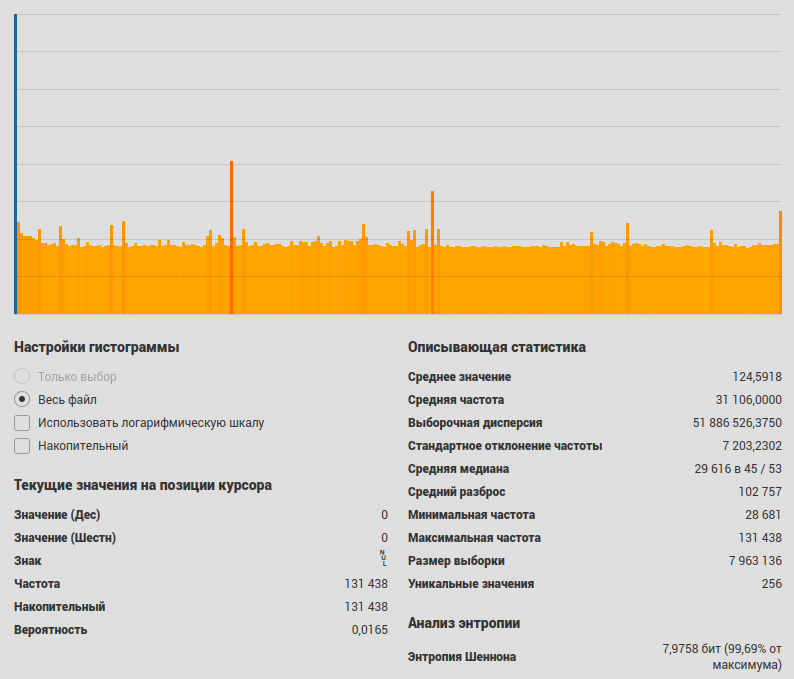 Настройки гистограммы
Только выбор
Весь файл
Использовать логарифмическую шкалу
Накопительный
Текущие значения на позиции курсора
Значение (Дес) 0
Значение (Шестн) 0
Знак NUL
Частота 131 438
Накопительный 131 438
Вероятность 0,0165
Описывающая статистика
Среднее значение 124,5918
Средняя частота 31 106,0000
Выборочная дисперсия 51 886 526,3750
Стандартное отклонение частоты 7 203,2302
Средняя медиана 29 616 в 45 / 53
Средний разброс 102 757
Минимальная частота 28 681
Максимальная частота 131 438
Размер выборки 7 963 136
Уникальные значения 256
Анализ энтропии
Энтропия Шеннона 7,9758 бит (99,69% от
максимума)